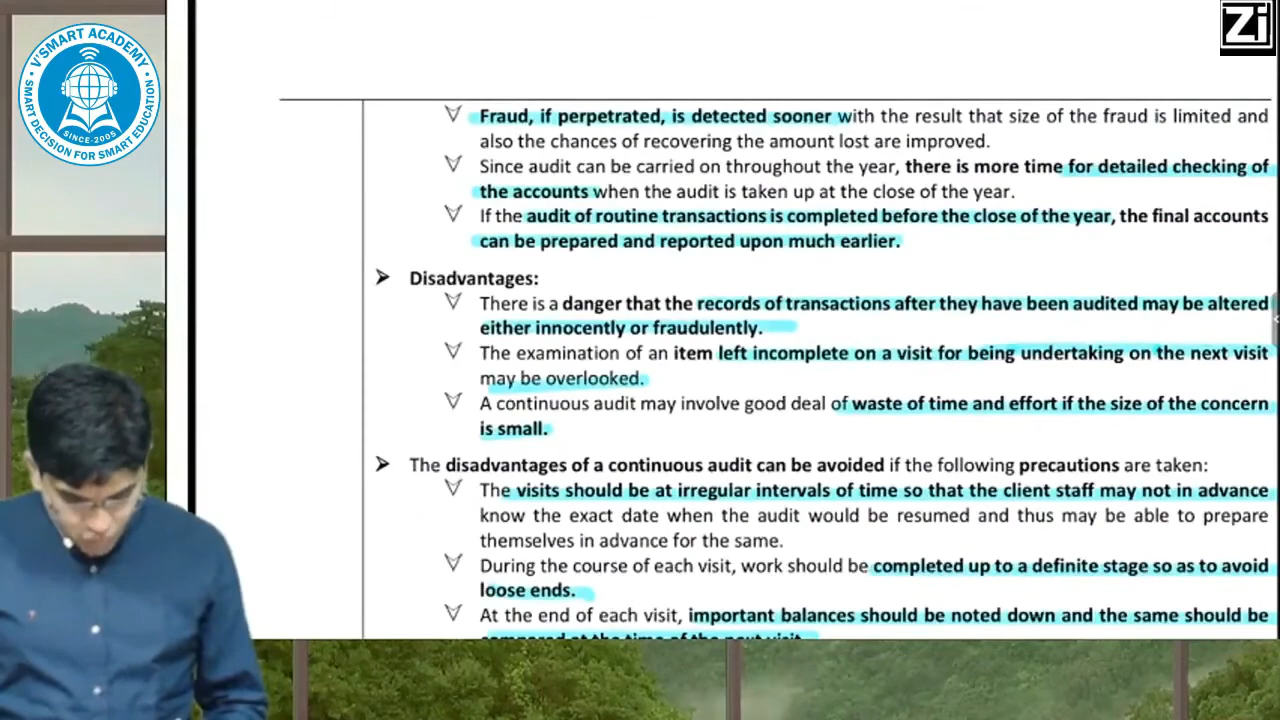 V'SMART ACADEMY
SMART DECISION FOR SMART EDUCATION
SINCE-2005
Zi
Fraud, if perpetrated, is detected sooner with the result that size of the fraud is limited and
also the chances of recovering the amount lost are improved.
Since audit can be carried on throughout the year, there is more time for detailed checking of
the accounts when the audit is taken up at the close of the year.
If the audit of routine transactions is completed before the close of the year, the final accounts
can be prepared and reported upon much earlier.
Disadvantages:
There is a danger that the records of transactions after they have been audited may be altered
either innocently or fraudulently.
The examination of an item left incomplete on a visit for being undertaking on the next visit
may be overlooked.
A continuous audit may involve good deal of waste of time and effort if the size of the concern
is small.
The disadvantages of a continuous audit can be avoided if the following precautions are taken:
The visits should be at irregular intervals of time so that the client staff may not in advance
know the exact date when the audit would be resumed and thus may be able to prepare
themselves in advance for the same.
During the course of each visit, work should be completed up to a definite stage so as to avoid
loose ends.
At the end of each visit, important balances should be noted down and the same should be
compared at the time of the next visit.